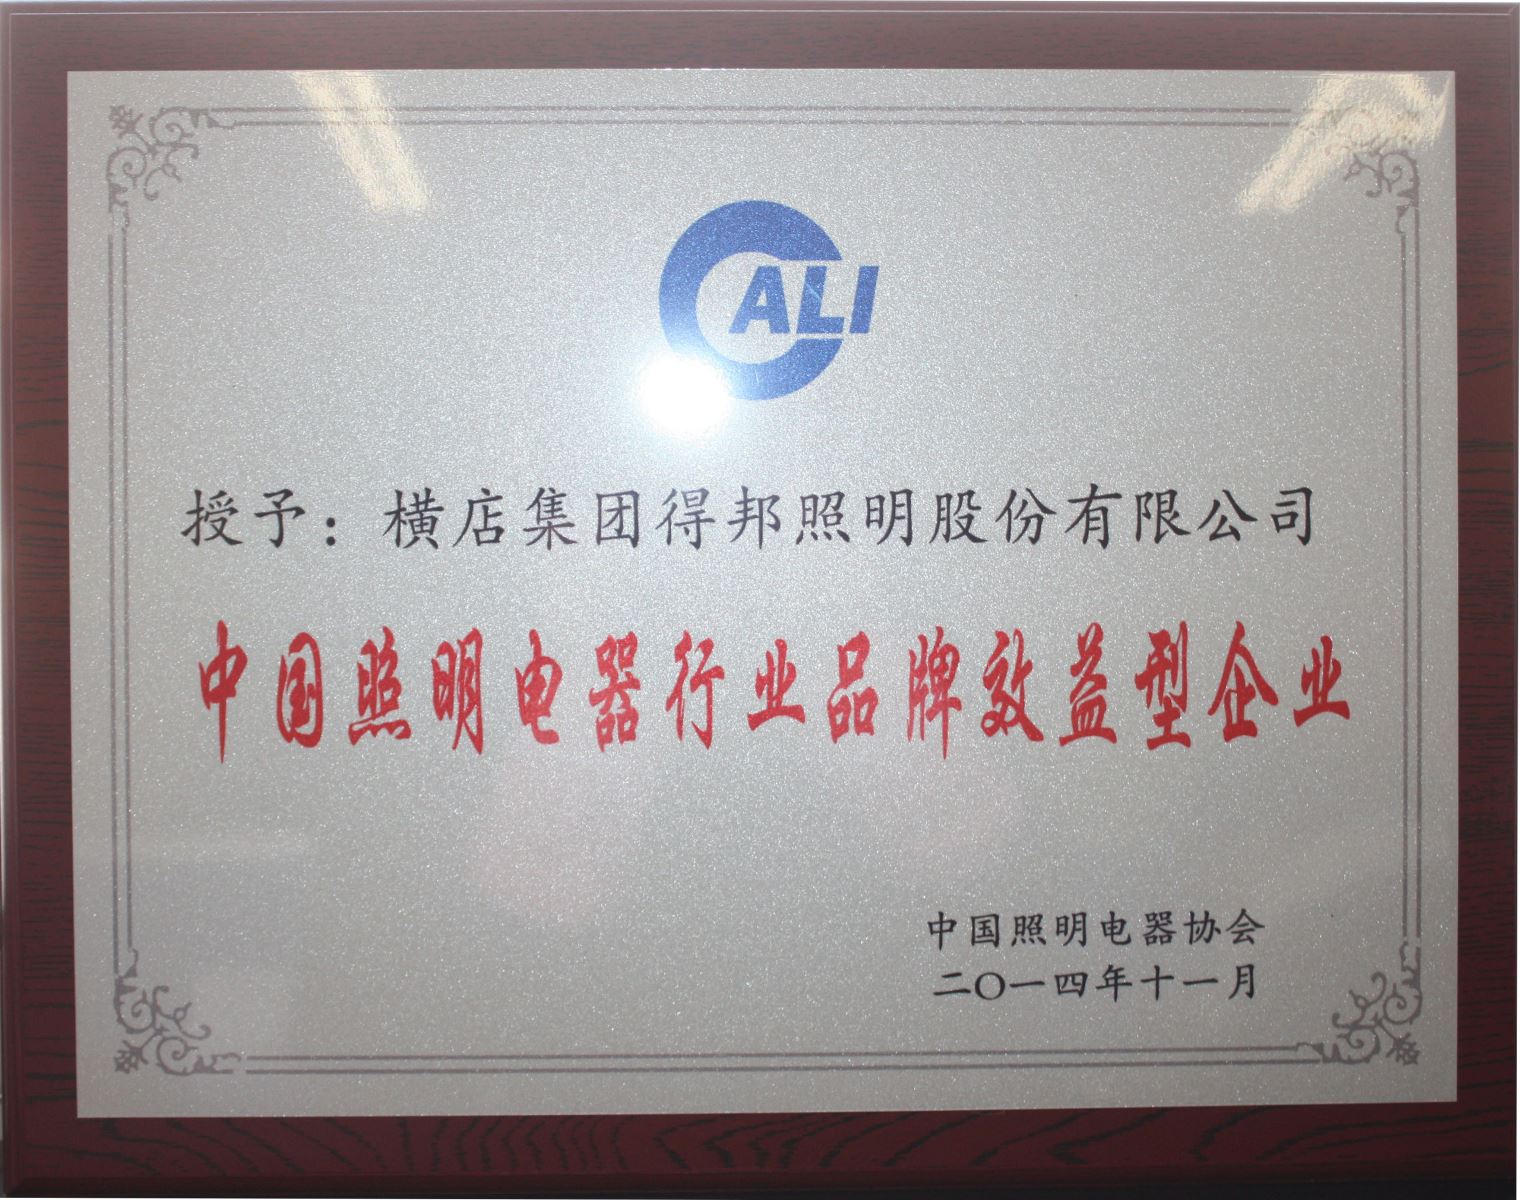 CALI
授予：横店集团得邦照明股份有限公司
中国照明电器行业品牌效益型企业
中国照明电器协会
二〇一四年十一月